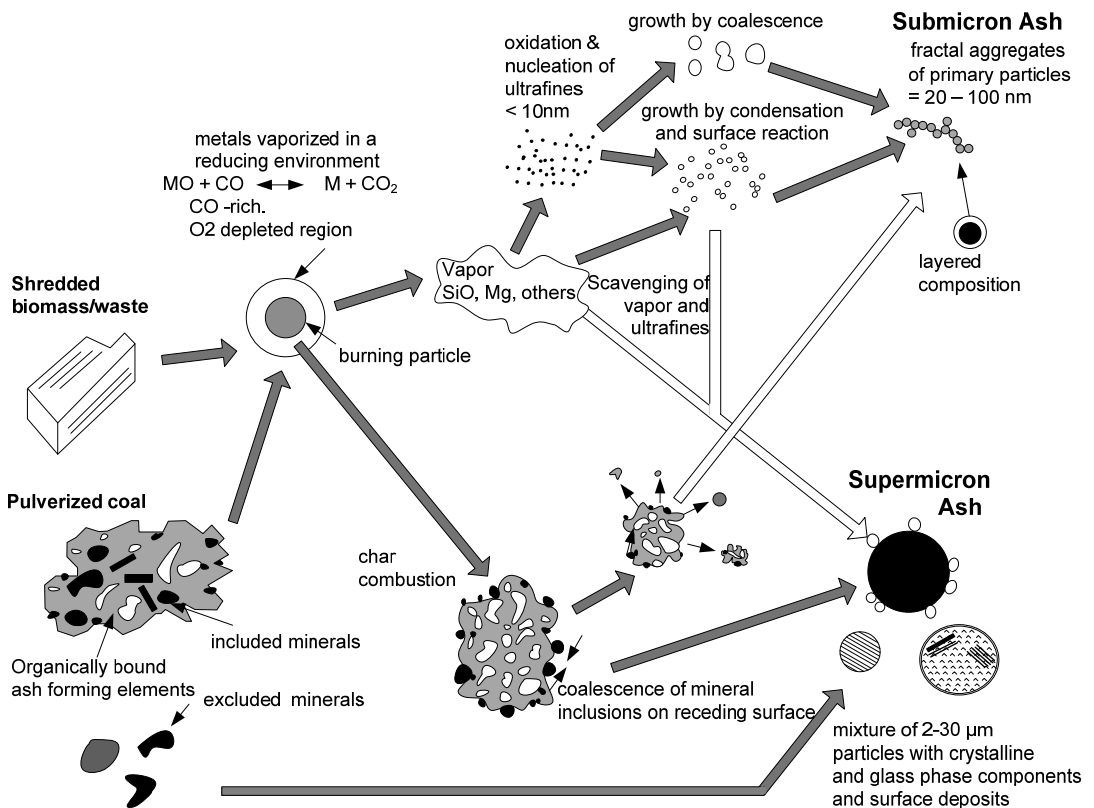 Submicron Ash
fractal aggregates
of primary particles
= 20 – 100 nm
growth by coalescence
oxidation &
nucleation of
ultrafines
< 10nm
growth by condensation
and surface reaction
metals vaporized in a
reducing environment
MO + CO M + CO₂
CO -rich.
O2 depleted region
layered
composition
Vapor
SiO, Mg, others
Scavenging of
vapor and
ultrafines
Shredded
biomass/waste
burning particle
Pulverized coal
Supermicron
Ash
char
combustion
included minerals
Organically bound
ash forming elements
excluded minerals
coalescence of mineral
inclusions on receding surface
mixture of 2-30 µm
particles with crystalline
and glass phase components
and surface deposits